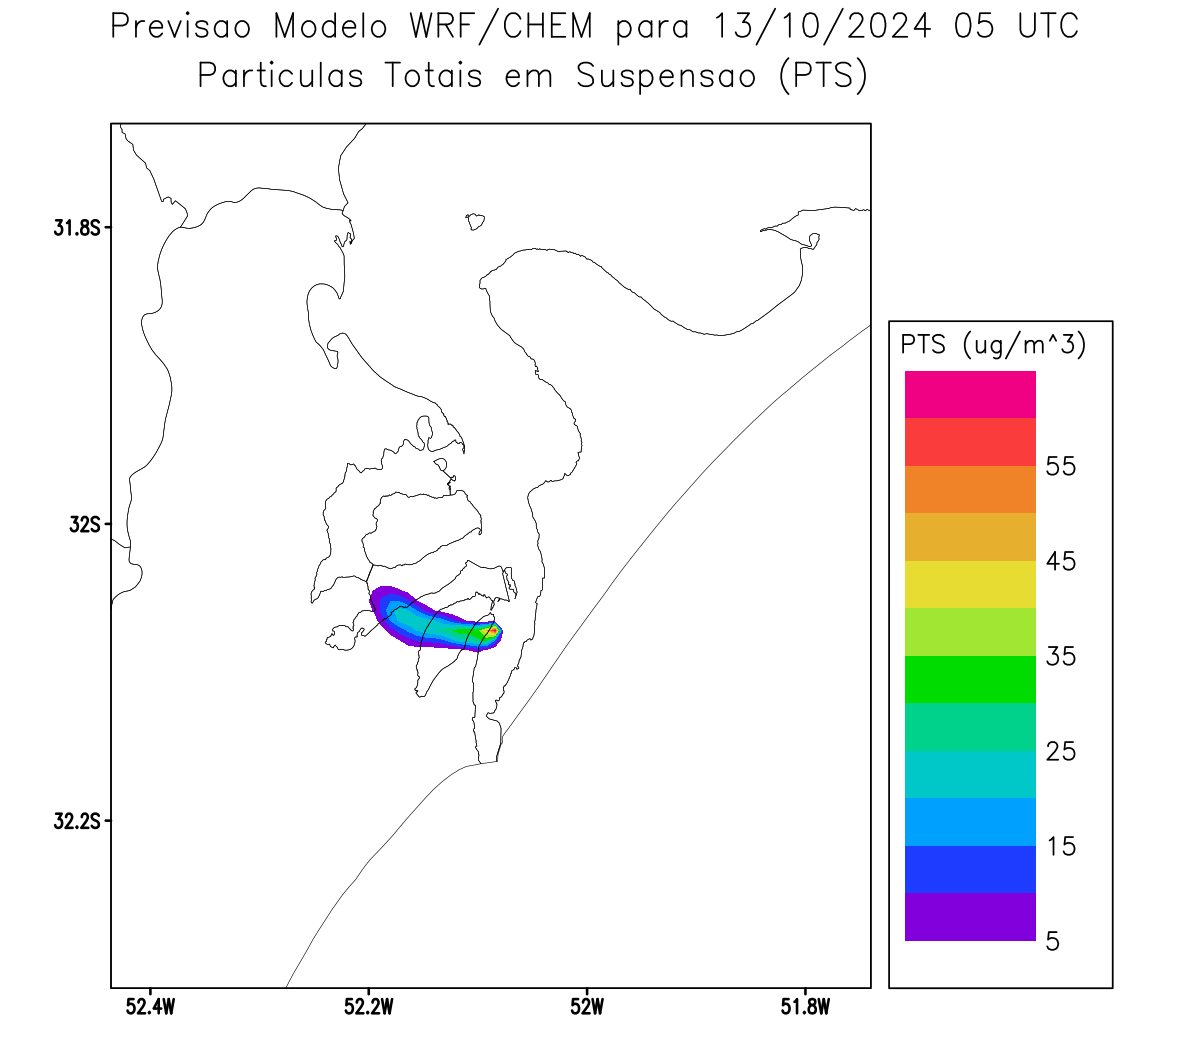 Previsao Modelo WRF/CHEM para 13/10/2024 05 UTC
Particulas Totais em Suspensao (PTS)
31.8S
32S
32.2S
52.4W
52.2W
52W
51.8W
PTS (ug/m^3)
55
45
35
25
15
5